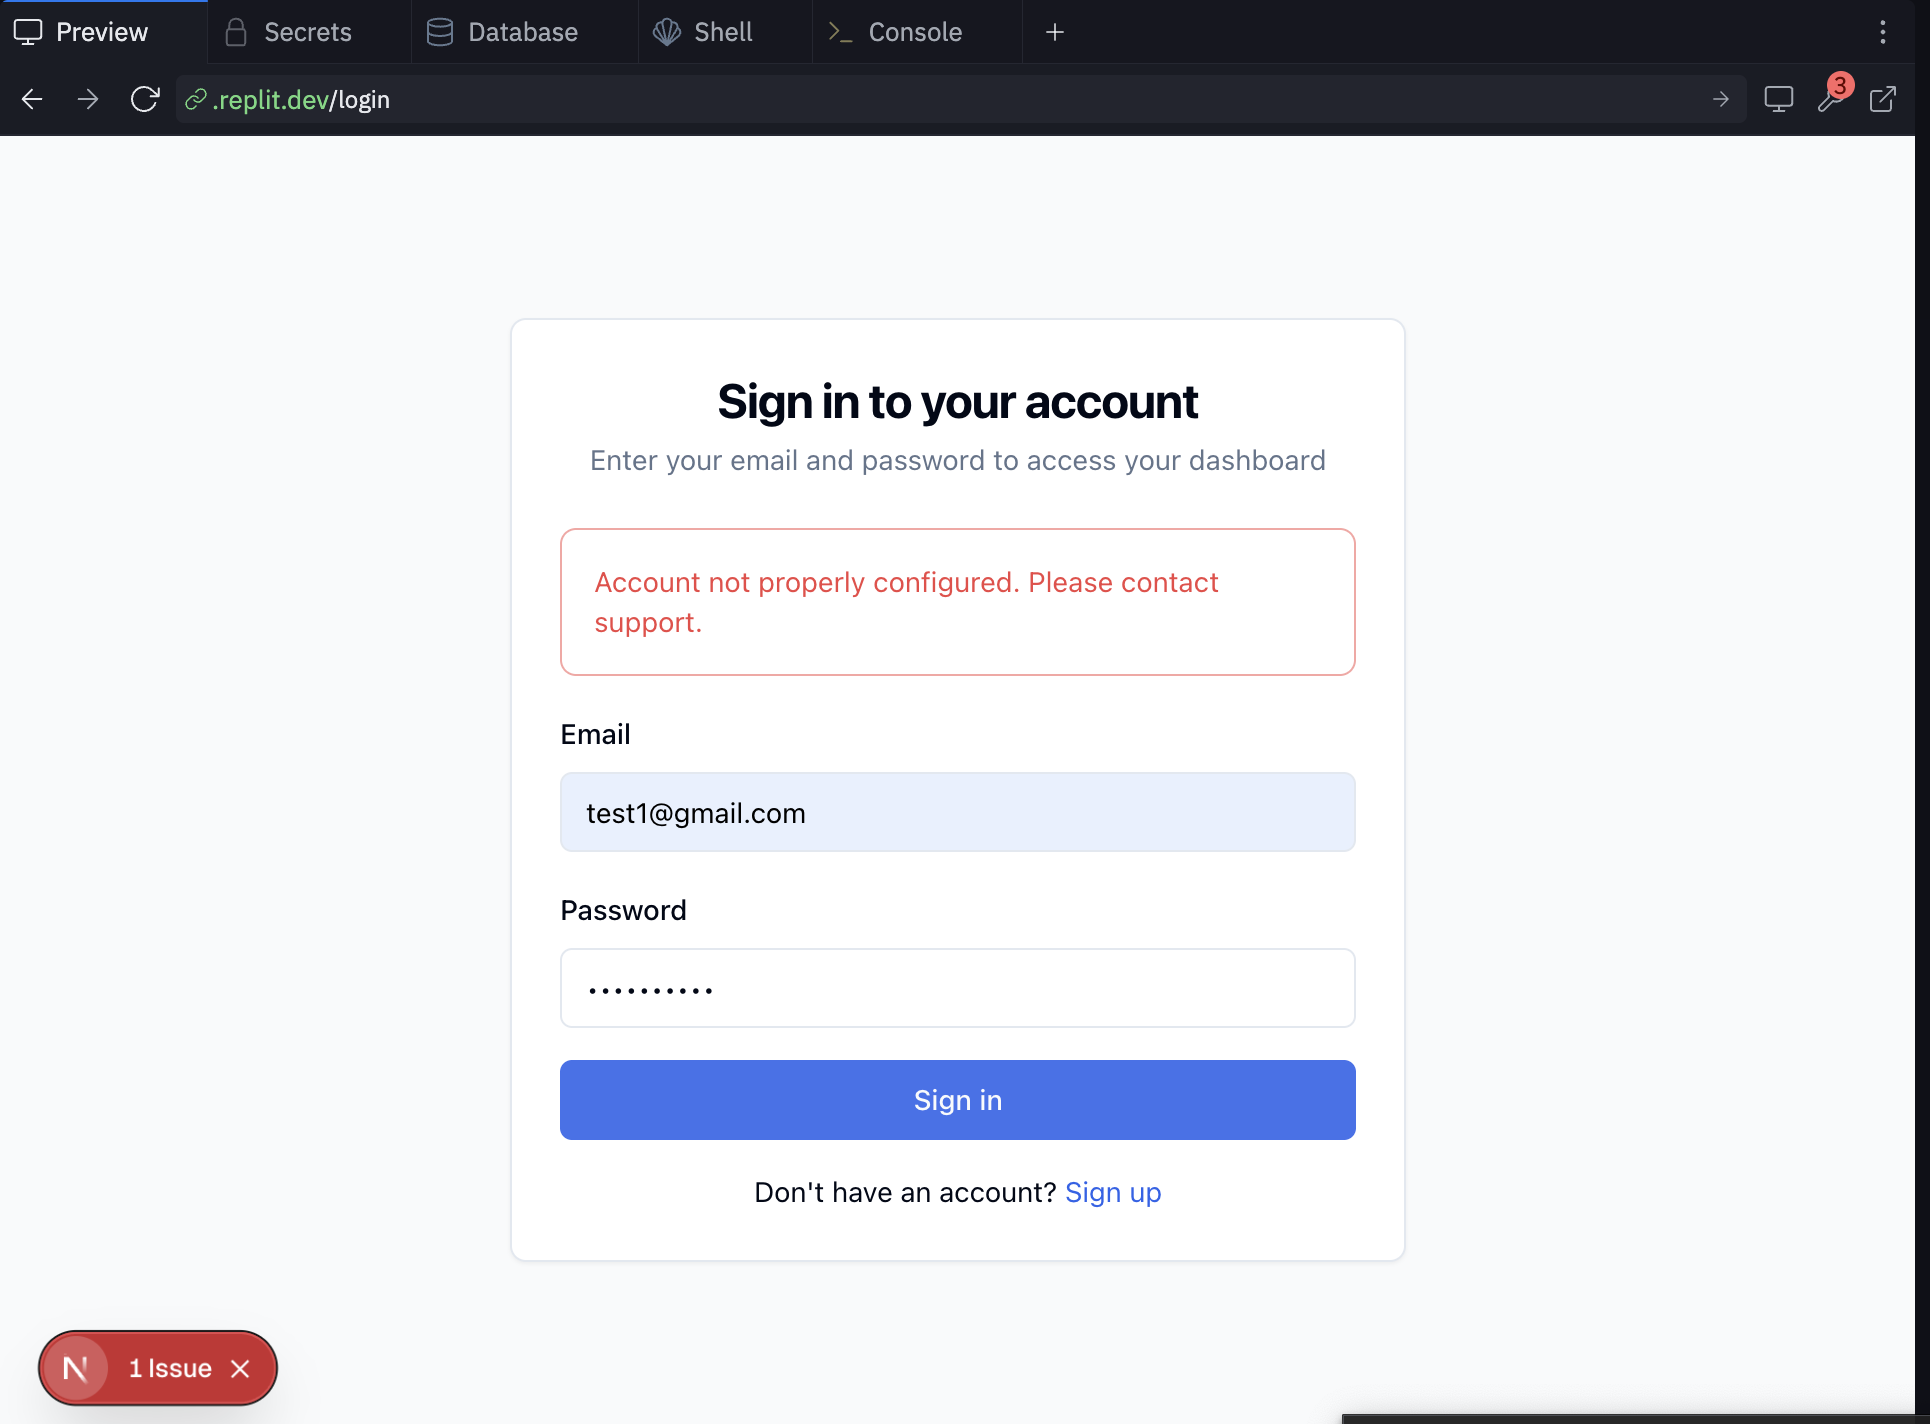 Preview
Secrets
Database
Shell
Console
.replit.dev/login
3
Sign in to your account
Enter your email and password to access your dashboard
Account not properly configured. Please contact
support.
Email
test1@gmail.com
Password
••••••••••
Sign in
Don't have an account? Sign up
N 1 Issue